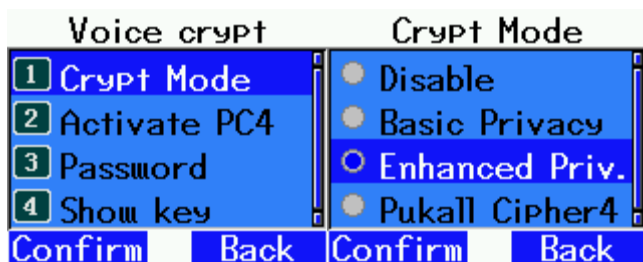 Voice crypt
1 Crypt Mode
2 Activate PC4
3 Password
4 Show key
Confirm Back
Crypt Mode
Disable
Basic Privacy
Enhanced Priv.
Pukall Cipher4
Confirm Back